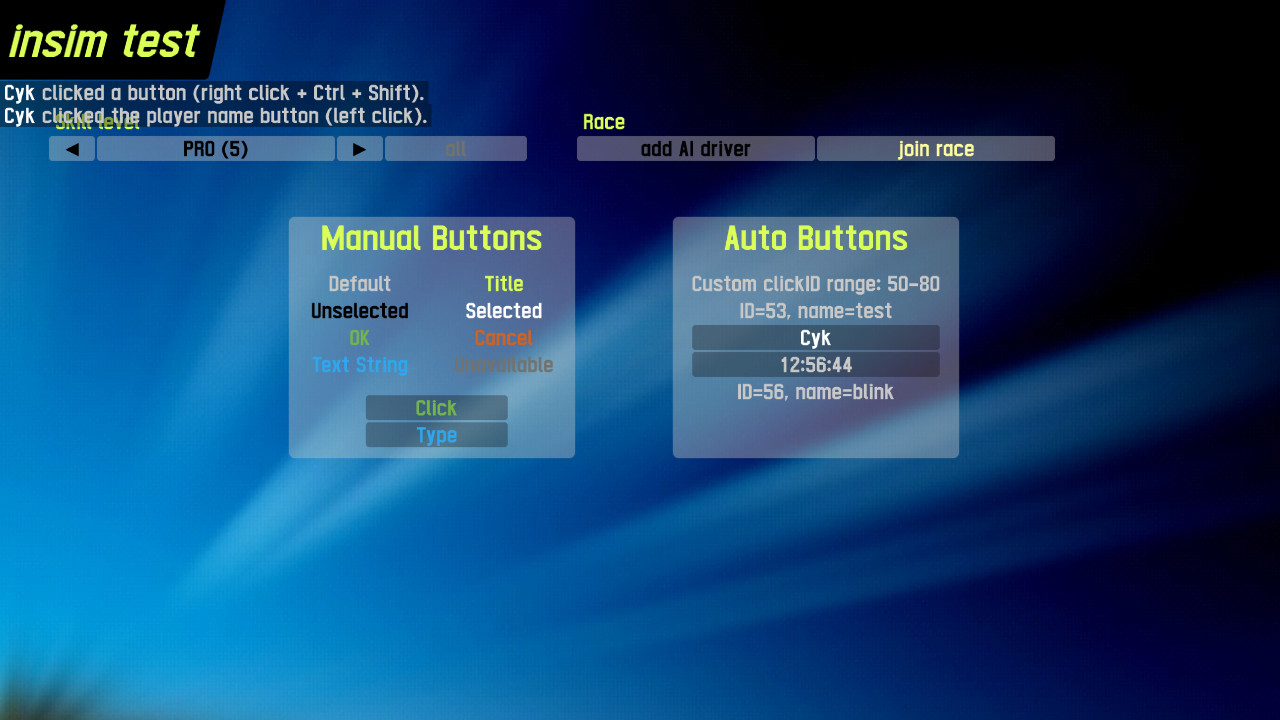 insim test
Cyk clicked a button (right click + Ctrl + Shift).
Cyk clicked the player name button (left click).
Skill level
Race
◄ PRO (5) ► all
add AI driver join race
Manual Buttons
Default Title
Unselected Selected
OK Cancel
Text String Unavailable
Click
Type
Auto Buttons
Custom clickID range: 50-80
ID=53, name=test
Cyk
12:56:44
ID=56, name=blink